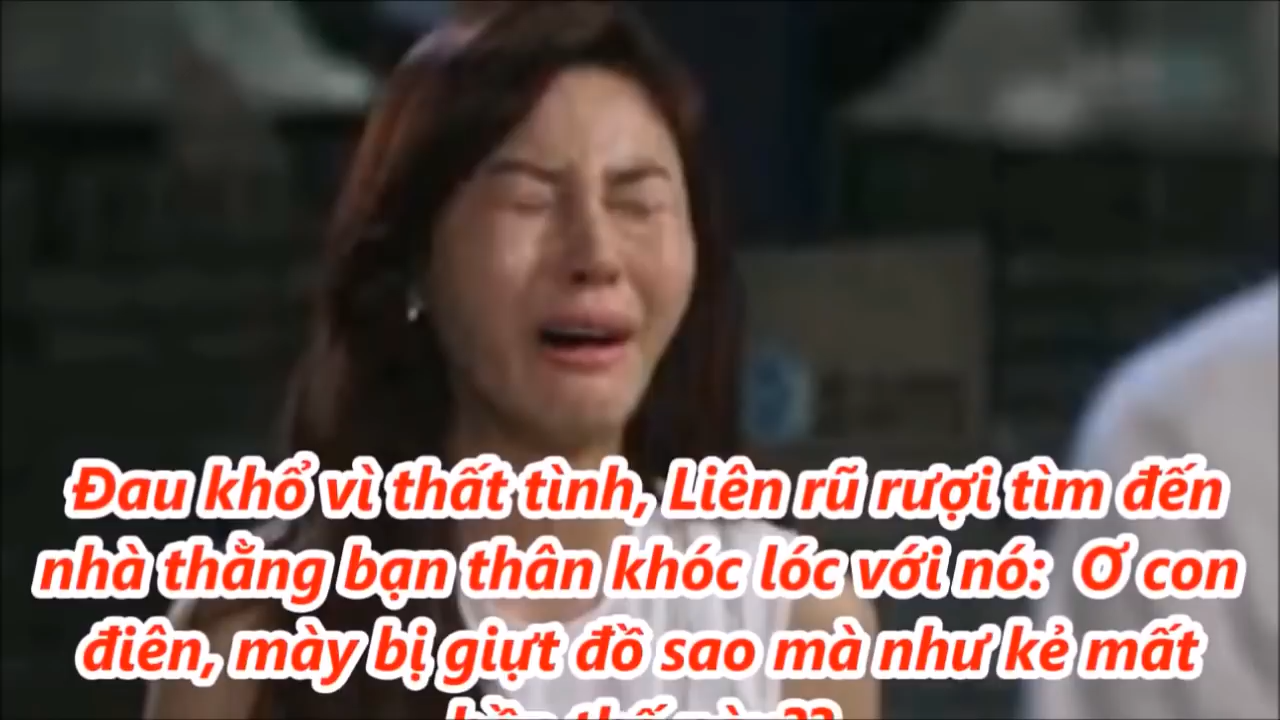 Đau khổ vì thất tình, Liên rũ rượi tìm đến
nhà thằng bạn thân khóc lóc với nó: Ơ con
điên, mày bị giựt đồ sao mà như kẻ mất